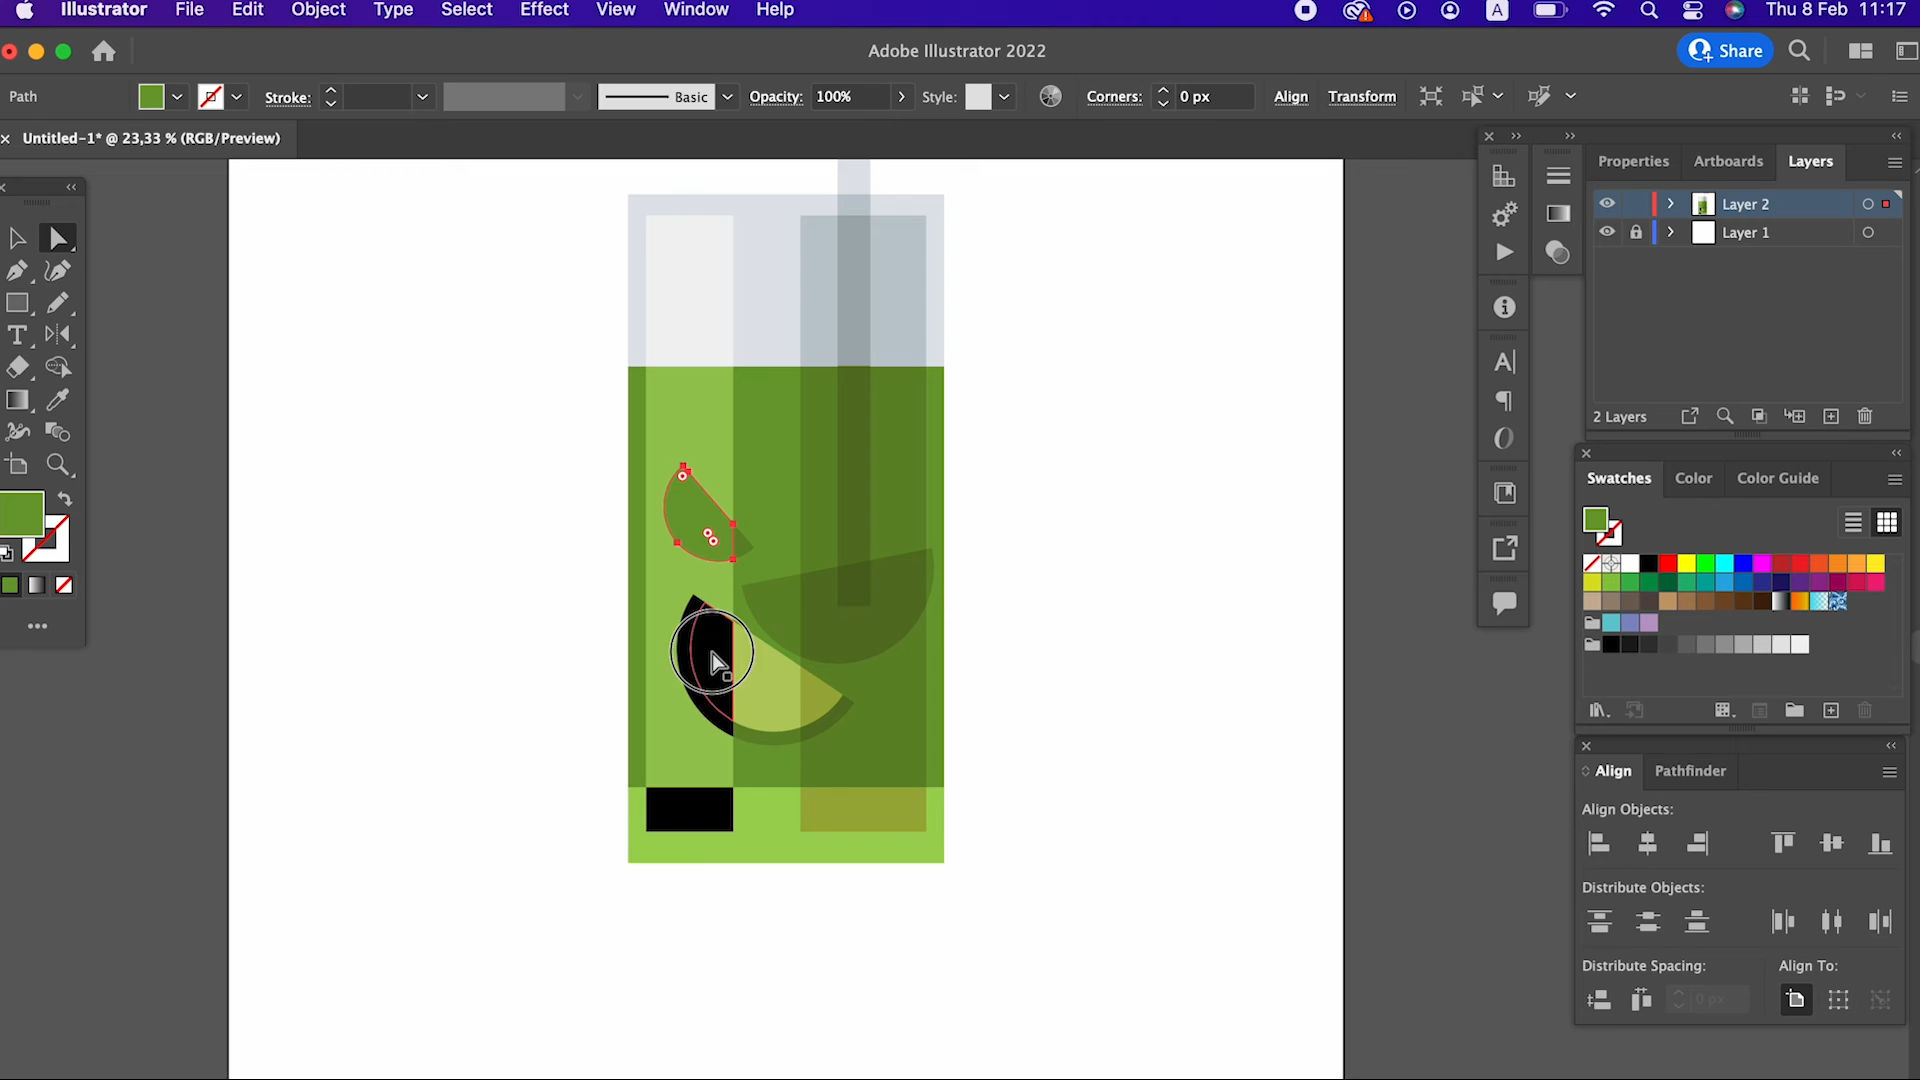 Illustrator File Edit Object Type Select Effect View Window Help A Thu 8 Feb 11:17
Adobe Illustrator 2022
Share
Path
Stroke:
Basic
Opacity: 100%
Style:
Corners: 0 px
Align
Transform
Untitled-1* @ 23,33 % (RGB/Preview)
Properties Artboards Layers
Layer 2
Layer 1
2 Layers
Swatches Color Color Guide
Align Pathfinder
Align Objects:
Distribute Objects:
Distribute Spacing: Align To:
0 px